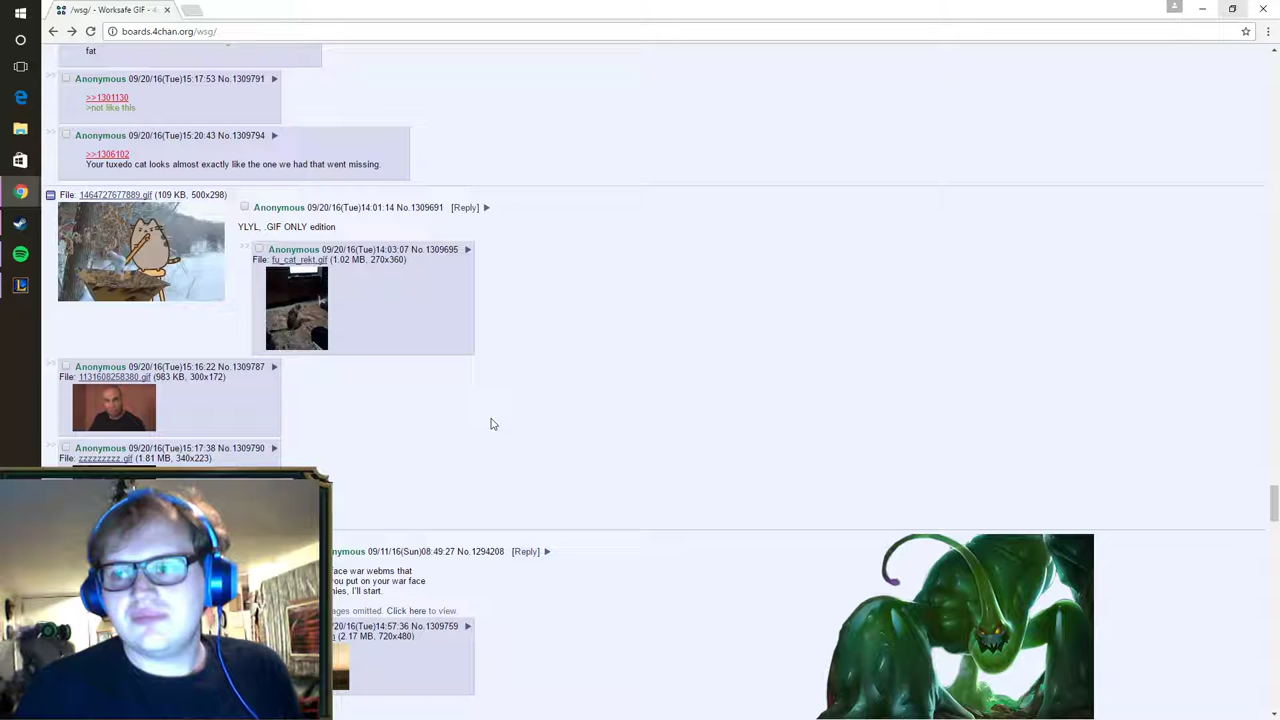 /wsg/ - Worksafe GIF - 4
boards.4chan.org/wsg/
fat
>> Anonymous 09/20/16(Tue)15:17:53 No.1309791 ▶
>>1301130
>not like this
>> Anonymous 09/20/16(Tue)15:20:43 No.1309794 ▶
>>1306102
Your tuxedo cat looks almost exactly like the one we had that went missing.
File: 1464727677889.gif (109 KB, 500x298)
Anonymous 09/20/16(Tue)14:01:14 No.1309691 [Reply] ▶
YLYL, .GIF ONLY edition
>> Anonymous 09/20/16(Tue)14:03:07 No.1309695 ▶
File: fu_cat_rekt.gif (1.02 MB, 270x360)
>> Anonymous 09/20/16(Tue)15:16:22 No.1309787 ▶
File: 1131608258380.gif (983 KB, 300x172)
>> Anonymous 09/20/16(Tue)15:17:38 No.1309790 ▶
File: zzzzzzzzz.gif (1.81 MB, 340x223)
nymous 09/11/16(Sun)08:49:27 No.1294208 [Reply] ▶
face war webms that
you put on your war face
nies, I'll start.
ages omitted. Click here to view.
/20/16(Tue)14:57:36 No.1309759 ▶
(2.17 MB, 720x480)